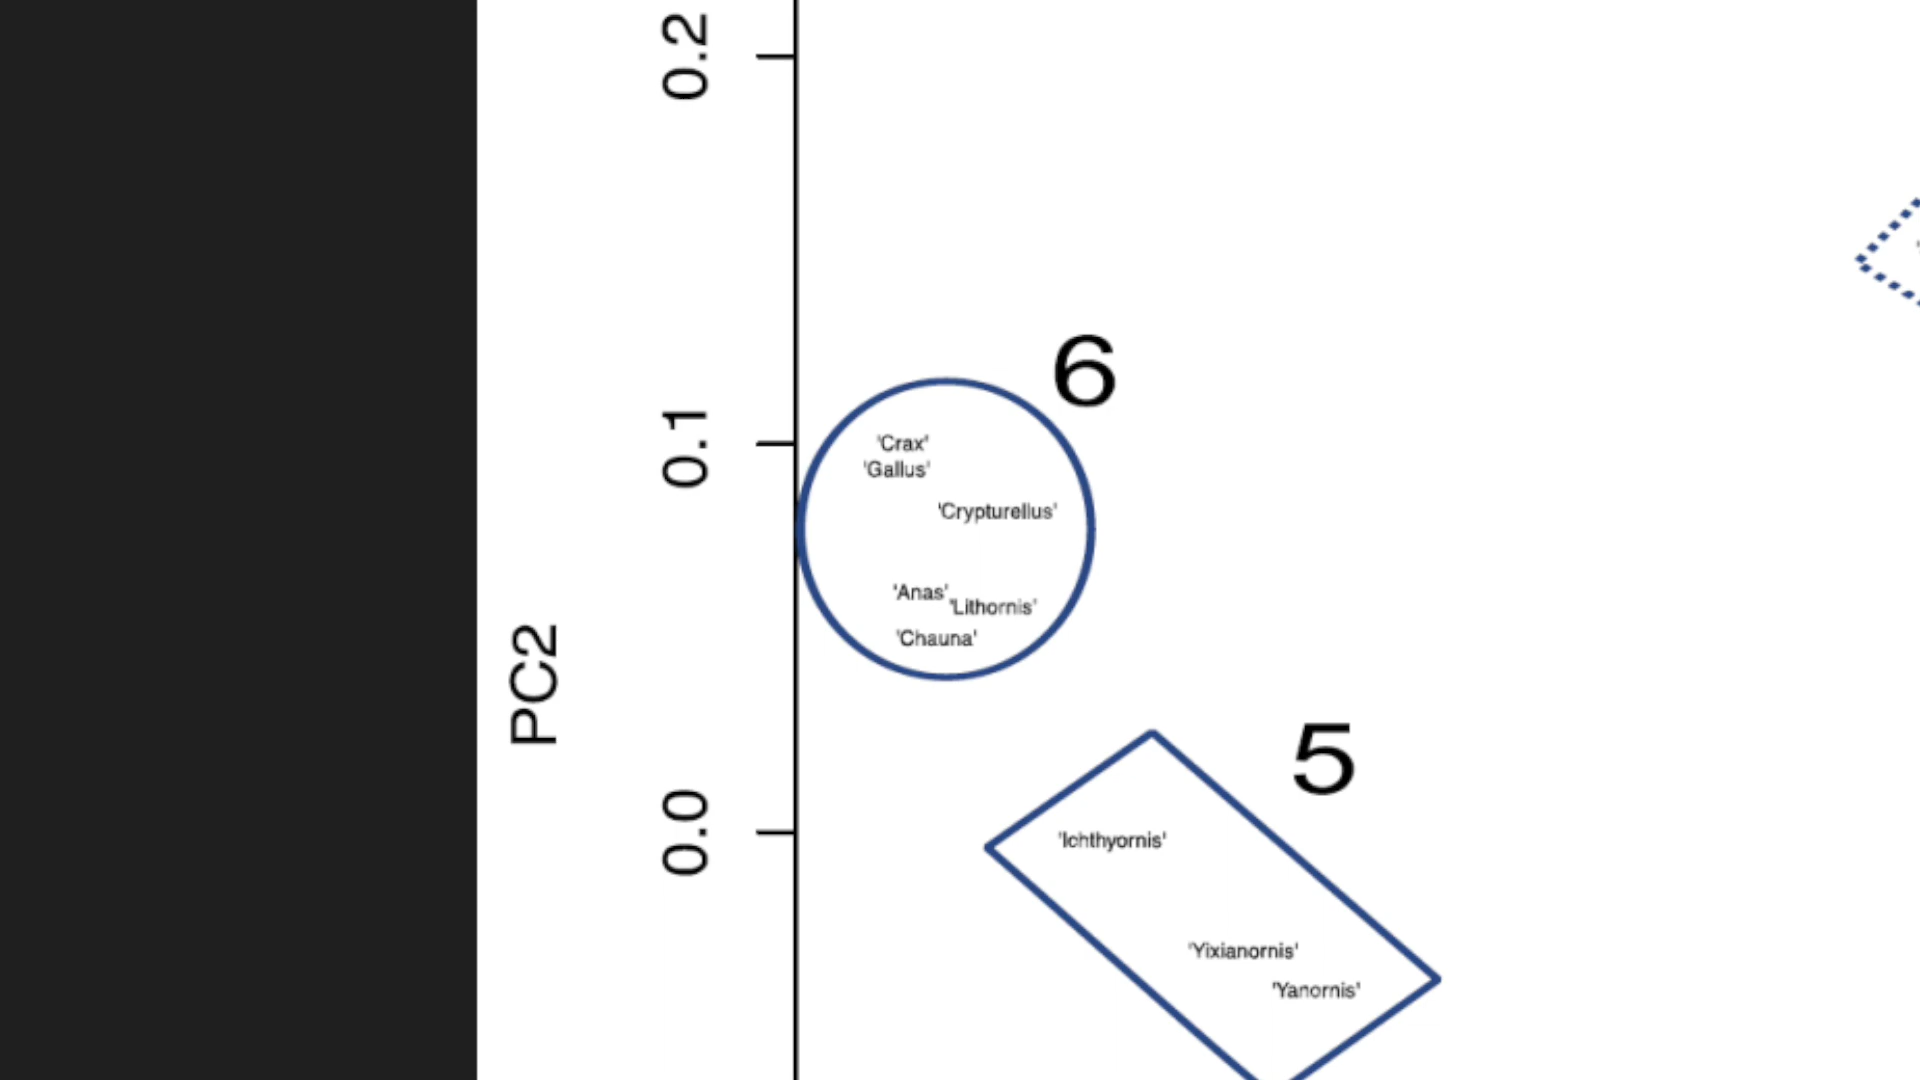 0.2
6
0.1
'Crax'
'Gallus'
'Crypturellus'
'Anas'
'Lithornis'
'Chauna'
PC2
5
0.0
'Ichthyornis'
'Yixianornis'
'Yanornis'